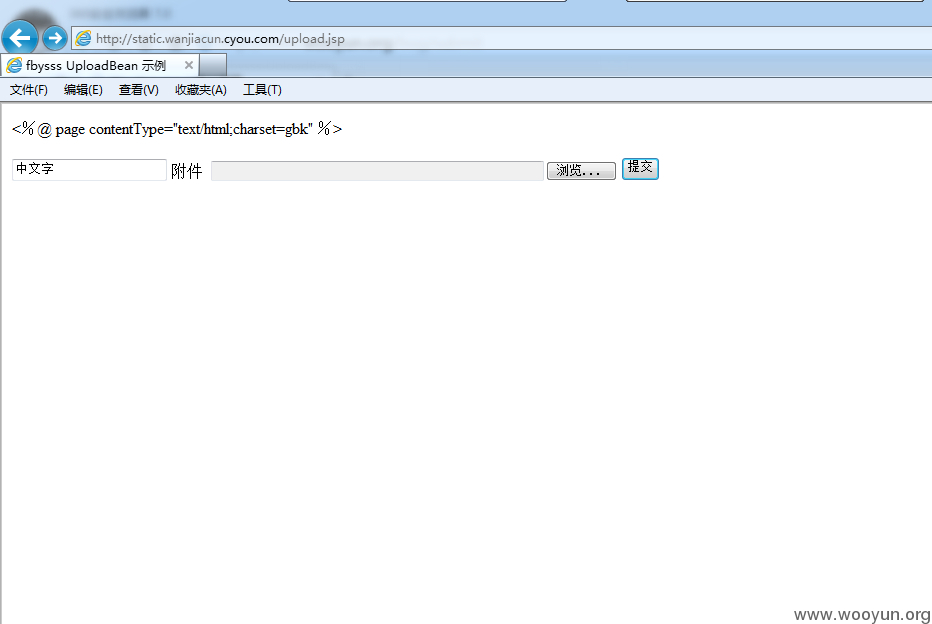 http://static.wanjiacun.cyou.com/upload.jsp
fbysss UploadBean 示例
文件(F) 编辑(E) 查看(V) 收藏夹(A) 工具(T)
<%@ page contentType="text/html;charset=gbk" %>
中文字 附件 浏览... 提交
www.wooyun.org